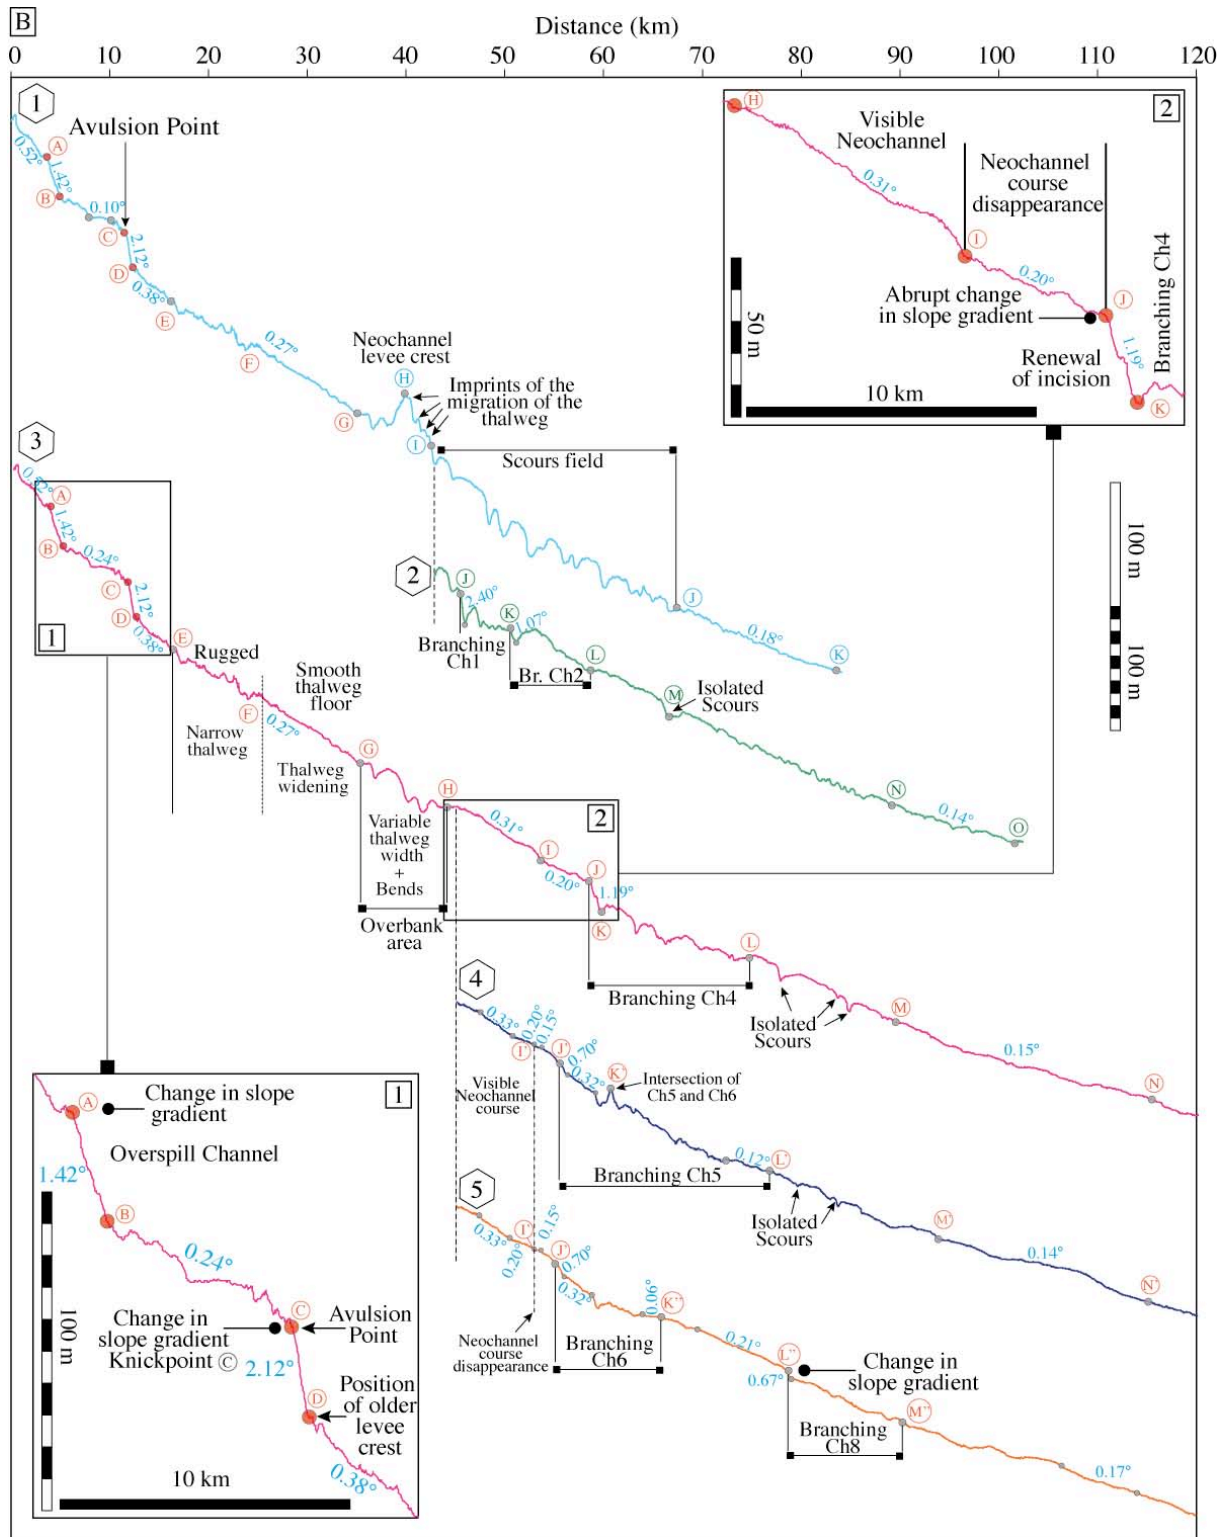 B
Distance (km)
0 10 20 30 40 50 60 70 80 90 100 110 120
1
Avulsion Point
0.52°
A
1.42°
B
0.10°
C
2.12°
D
0.38°
E
F
0.27°
G
Neochannel
levee crest
H
Imprints of the
migration of the
thalweg
I
Scours field
J
0.18°
K
2
H
Visible
Neochannel
0.31°
Neochannel
course
disappearance
I
0.20°
Abrupt change
in slope gradient
J
Branching Ch4
1.19°
Renewal
of incision
K
50 m
10 km
100 m
100 m
2
J
2.40°
K
1.07°
Branching
Ch1
L
Br. Ch2
M
Isolated
Scours
N
0.14°
O
3
0.52°
A
1.42°
B
0.24°
C
2.12°
D
0.38°
1
E
Rugged
F
0.27°
Smooth
thalweg
floor
Narrow
thalweg
Thalweg
widening
G
H
Variable
thalweg
width
+
Bends
Overbank
area
0.31°
2
I
0.20°
J
1.19°
K
L
Branching Ch4
Isolated
Scours
M
0.15°
N
4
0.33°
0.20°
0.15°
I'
J'
0.70°
0.32°
K'
Intersection of
Ch5 and Ch6
Visible
Neochannel
course
0.12°
L'
Branching Ch5
Isolated
Scours
M'
0.14°
N'
5
0.33°
I'
0.20°
0.15°
J'
0.70°
0.32°
0.06°
K''
Neochannel
course
disappearance
Branching
Ch6
0.21°
L''
0.67°
Change in
slope gradient
M''
Branching
Ch8
0.17°
1
A
Change in slope
gradient
Overspill Channel
1.42°
B
0.24°
C
Avulsion
Point
Change in
slope gradient
Knickpoint C
2.12°
D
Position
of older
levee
crest
100 m
10 km
0.38°